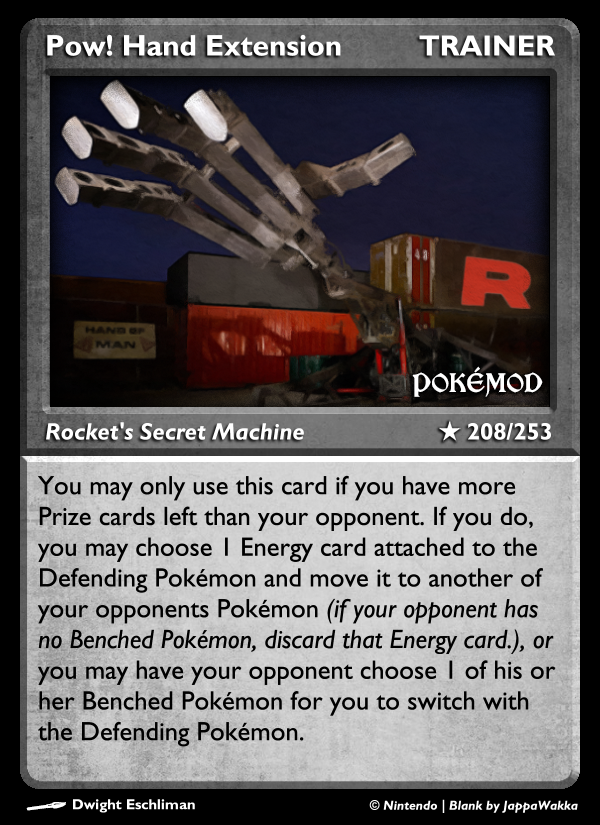 Pow! Hand Extension TRAINER
48
R
HAND OF
MAN
POKÉMOD
Rocket's Secret Machine ★ 208/253
You may only use this card if you have more
Prize cards left than your opponent. If you do,
you may choose 1 Energy card attached to the
Defending Pokémon and move it to another of
your opponents Pokémon (if your opponent has
no Benched Pokémon, discard that Energy card.), or
you may have your opponent choose 1 of his or
her Benched Pokémon for you to switch with
the Defending Pokémon.
Dwight Eschliman © Nintendo | Blank by JappaWakka